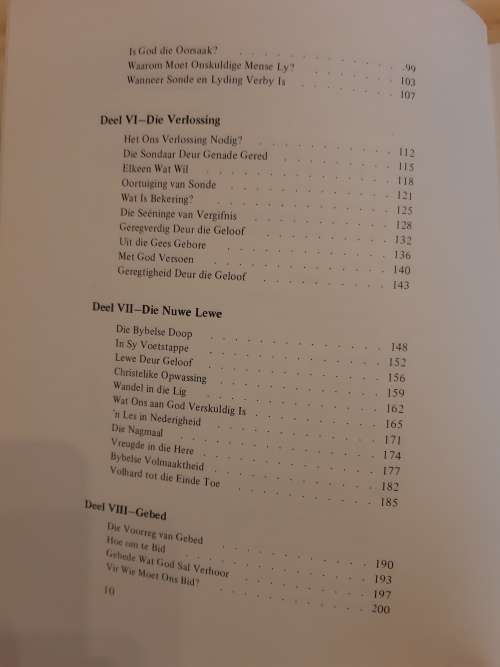 Is God die Oorsaak? . . . . . . . . . . 99
Waarom Moet Onskuldige Mense Ly? . . . . . . 103
Wanneer Sonde en Lyding Verby Is . . . . . . 107
Deel VI—Die Verlossing
Het Ons Verlossing Nodig? . . . . . . . . . 112
Die Sondaar Deur Genade Gered . . . . . . . . 115
Elkeen Wat Wil . . . . . . . . . . . . 118
Oortuiging van Sonde . . . . . . . . . . 121
Wat Is Bekering? . . . . . . . . . . . 125
Die Seëninge van Vergifnis . . . . . . . . . 128
Geregverdig Deur die Geloof . . . . . . . . . 132
Uit die Gees Gebore . . . . . . . . . . 136
Met God Versoen . . . . . . . . . . . 140
Geregtigheid Deur die Geloof . . . . . . . . 143
Deel VII—Die Nuwe Lewe
Die Bybelse Doop . . . . . . . . . . . 148
In Sy Voetstappe . . . . . . . . . . . 152
Lewe Deur Geloof . . . . . . . . . . . 156
Christelike Opwassing . . . . . . . . . . 159
Wandel in die Lig . . . . . . . . . . . 162
Wat Ons aan God Verskuldig Is . . . . . . . . 165
'n Les in Nederigheid . . . . . . . . . . 171
Die Nagmaal . . . . . . . . . . . . 174
Vreugde in die Here . . . . . . . . . . 177
Bybelse Volmaaktheid . . . . . . . . . . 182
Volhard tot die Einde Toe . . . . . . . . . 185
Deel VIII—Gebed
Die Voorreg van Gebed . . . . . . . . . . 190
Hoe om te Bid . . . . . . . . . . . . 193
Gebede Wat God Sal Verhoor . . . . . . . . 197
Vir Wie Moet Ons Bid? . . . . . . . . . . 200
10